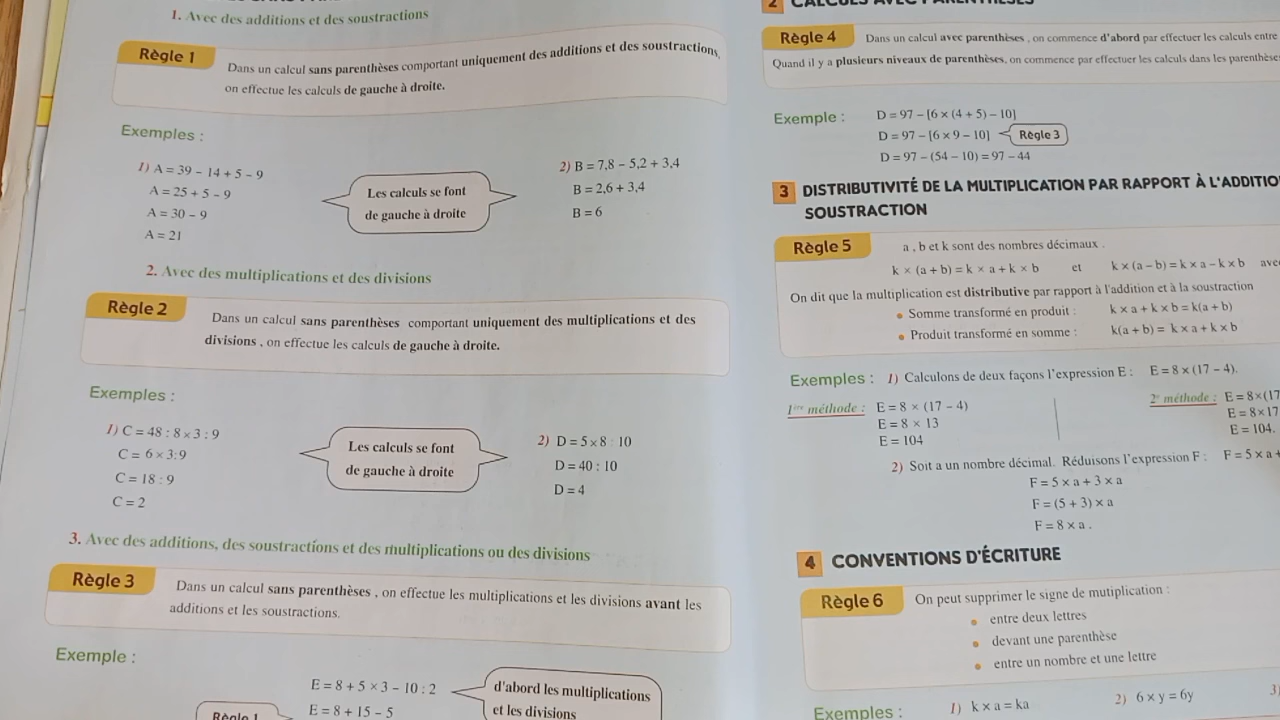 1. Avec des additions et des soustractions
Règle 1
Dans un calcul sans parenthèses comportant uniquement des additions et des soustractions,
on effectue les calculs de gauche à droite.
Exemples :
1) A = 39 – 14 + 5 – 9
A = 25 + 5 – 9
A = 30 – 9
A = 21
Les calculs se font
de gauche à droite
2) B = 7,8 – 5,2 + 3,4
B = 2,6 + 3,4
B = 6
2. Avec des multiplications et des divisions
Règle 2
Dans un calcul sans parenthèses comportant uniquement des multiplications et des
divisions , on effectue les calculs de gauche à droite.
Exemples :
1) C = 48 : 8 × 3 : 9
C = 6 × 3 : 9
C = 18 : 9
C = 2
Les calculs se font
de gauche à droite
2) D = 5 × 8 : 10
D = 40 : 10
D = 4
3. Avec des additions, des soustractions et des multiplications ou des divisions
Règle 3
Dans un calcul sans parenthèses , on effectue les multiplications et les divisions avant les
additions et les soustractions.
Exemple :
E = 8 + 5 × 3 – 10 : 2
E = 8 + 15 – 5
Règle 1
d'abord les multiplications
et les divisions
2 CALCULS AVEC PARENTHÈSES
Règle 4
Dans un calcul avec parenthèses , on commence d'abord par effectuer les calculs entre
Quand il y a plusieurs niveaux de parenthèses, on commence par effectuer les calculs dans les
Exemple :
D = 97 – [6 × (4 + 5) – 10]
D = 97 – [6 × 9 – 10]
Règle 3
D = 97 – (54 – 10) = 97 – 44
3 DISTRIBUTIVITÉ DE LA MULTIPLICATION PAR RAPPORT À
SOUSTRACTION
Règle 5
a , b et k sont des nombres décimaux .
k × (a + b) = k × a + k × b et k × (a – b) = k × a – k × b
On dit que la multiplication est distributive par rapport à l'addition et à la soustraction
• Somme transformé en produit : k × a + k × b = k(a + b)
• Produit transformé en somme : k(a + b) = k × a + k × b
Exemples : 1) Calculons de deux façons l'expression E : E = 8 × (17 – 4).
1ère méthode :
E = 8 × (17 – 4)
E = 8 × 13
E = 104
2e méthode :
E = 8×(17
E = 8×17
E = 104.
2) Soit a un nombre décimal. Réduisons l'expression F : F = 5 × a +
F = 5 × a + 3 × a
F = (5 + 3) × a
F = 8 × a .
4 CONVENTIONS D'ÉCRITURE
Règle 6
On peut supprimer le signe de mutiplication :
• entre deux lettres
• devant une parenthèse
• entre un nombre et une lettre
Exemples : 1) k × a = ka 2) 6 × y = 6y 3)